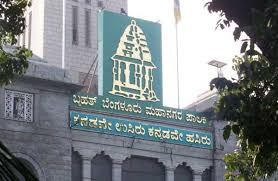 ಬೃಹತ್ ಬೆಂಗಳೂರು ಮಹಾನಗರ ಪಾಲಿಕೆ
ಕನ್ನಡವೇ ಉಸಿರು ಕನ್ನಡವೇ ಹಸಿರು